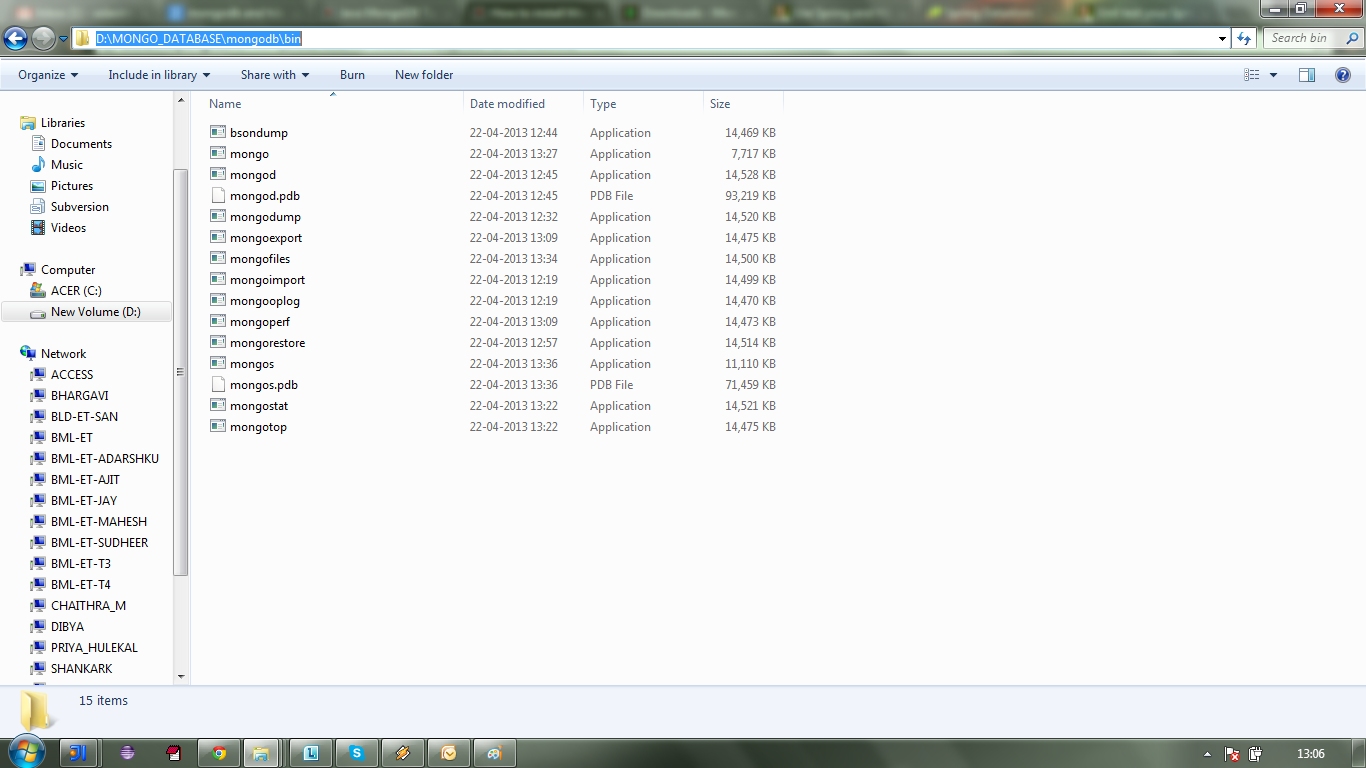 D:\MONGO_DATABASE\mongodb\bin
Search bin
Organize Include in library Share with Burn New folder
Name Date modified Type Size
bsondump 22-04-2013 12:44 Application 14,469 KB
mongo 22-04-2013 13:27 Application 7,717 KB
mongod 22-04-2013 12:45 Application 14,528 KB
mongod.pdb 22-04-2013 12:45 PDB File 93,219 KB
mongodump 22-04-2013 12:32 Application 14,520 KB
mongoexport 22-04-2013 13:09 Application 14,475 KB
mongofiles 22-04-2013 13:34 Application 14,500 KB
mongoimport 22-04-2013 12:19 Application 14,499 KB
mongooplog 22-04-2013 12:19 Application 14,470 KB
mongoperf 22-04-2013 13:09 Application 14,473 KB
mongorestore 22-04-2013 12:57 Application 14,514 KB
mongos 22-04-2013 13:36 Application 11,110 KB
mongos.pdb 22-04-2013 13:36 PDB File 71,459 KB
mongostat 22-04-2013 13:22 Application 14,521 KB
mongotop 22-04-2013 13:22 Application 14,475 KB
Libraries
Documents
Music
Pictures
Subversion
Videos
Computer
ACER (C:)
New Volume (D:)
Network
ACCESS
BHARGAVI
BLD-ET-SAN
BML-ET
BML-ET-ADARSHKU
BML-ET-AJIT
BML-ET-JAY
BML-ET-MAHESH
BML-ET-SUDHEER
BML-ET-T3
BML-ET-T4
CHAITHRA_M
DIBYA
PRIYA_HULEKAL
SHANKARK
15 items
13:06